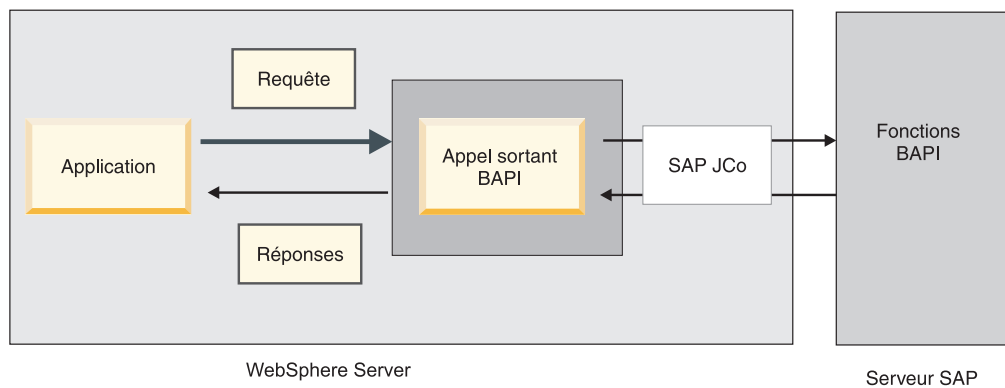 Requête
Application
Appel sortant
BAPI
SAP JCo
Fonctions
BAPI
Réponses
WebSphere Server
Serveur SAP